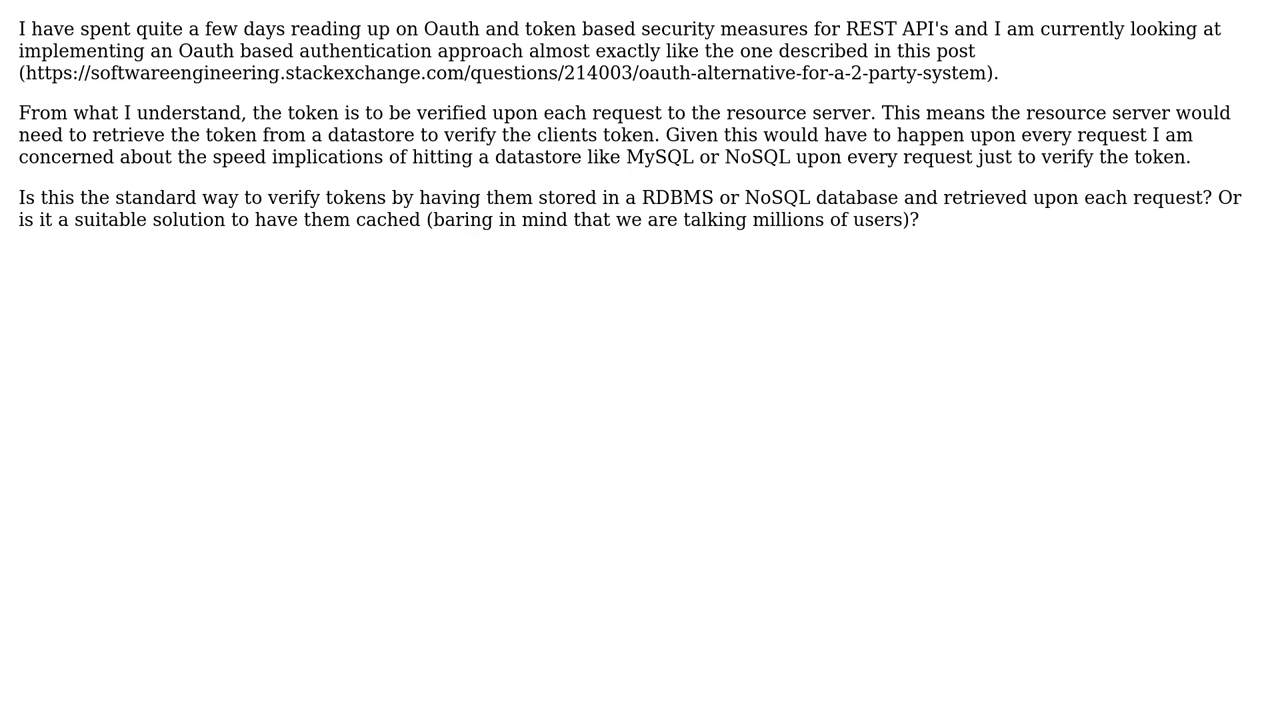 I have spent quite a few days reading up on Oauth and token based security measures for REST API's and I am currently looking at
implementing an Oauth based authentication approach almost exactly like the one described in this post
(https://softwareengineering.stackexchange.com/questions/214003/oauth-alternative-for-a-2-party-system).
From what I understand, the token is to be verified upon each request to the resource server. This means the resource server would
need to retrieve the token from a datastore to verify the clients token. Given this would have to happen upon every request I am
concerned about the speed implications of hitting a datastore like MySQL or NoSQL upon every request just to verify the token.
Is this the standard way to verify tokens by having them stored in a RDBMS or NoSQL database and retrieved upon each request? Or
is it a suitable solution to have them cached (baring in mind that we are talking millions of users)?